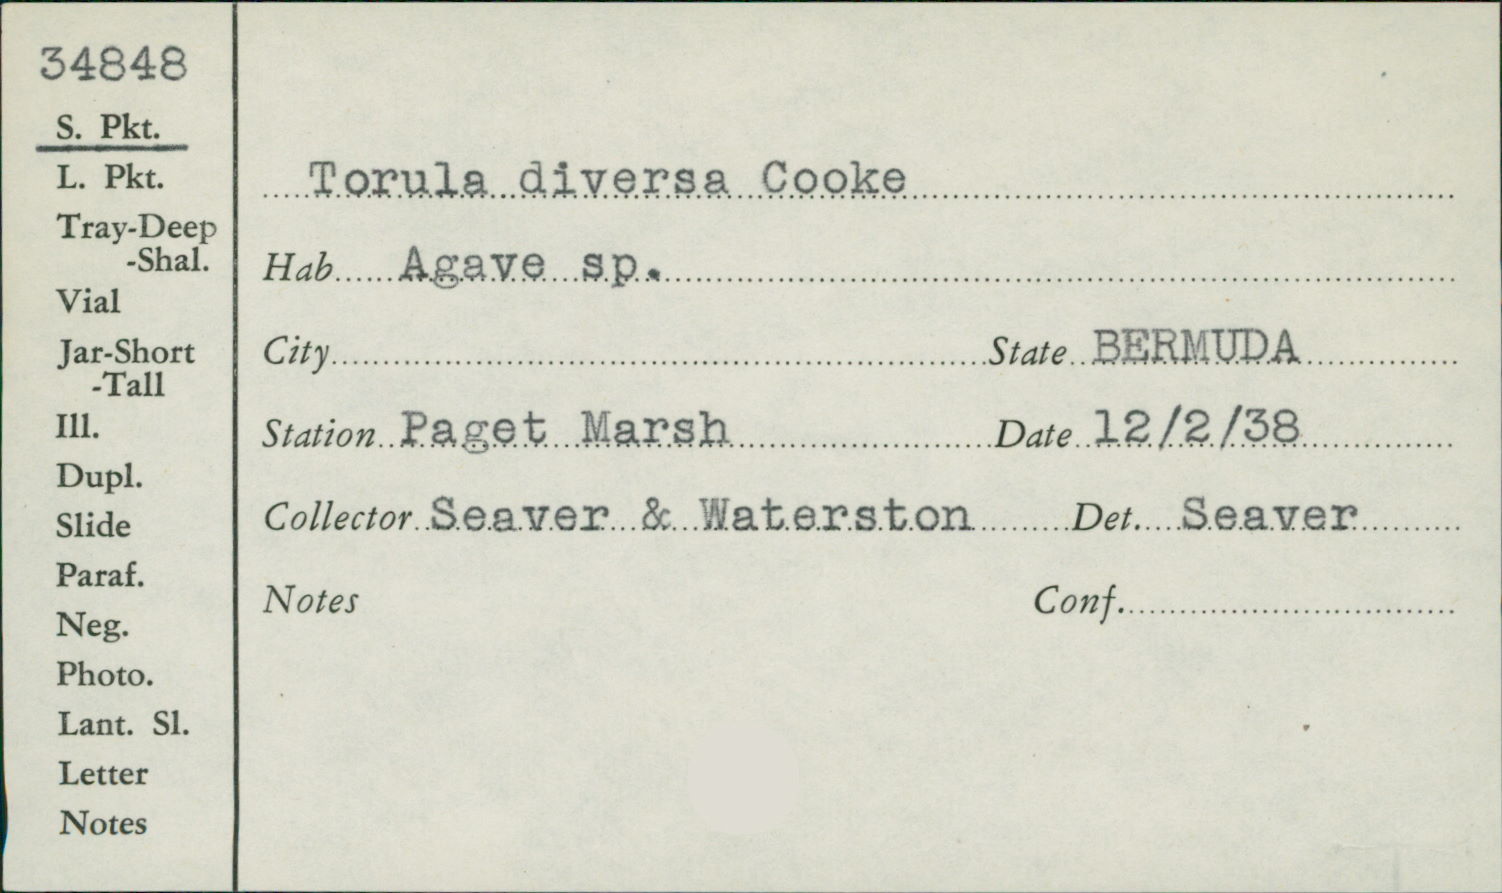 34848
S. Pkt.
L. Pkt.
Tray-Deep
-Shal.
Vial
Jar-Short
-Tall
Ill.
Dupl.
Slide
Paraf.
Neg.
Photo.
Lant. Sl.
Letter
Notes
Torula diversa Cooke
Hab. Agave sp.
City State BERMUDA
Station Paget Marsh Date 12/2/38
Collector Seaver & Waterston Det. Seaver
Notes Conf.